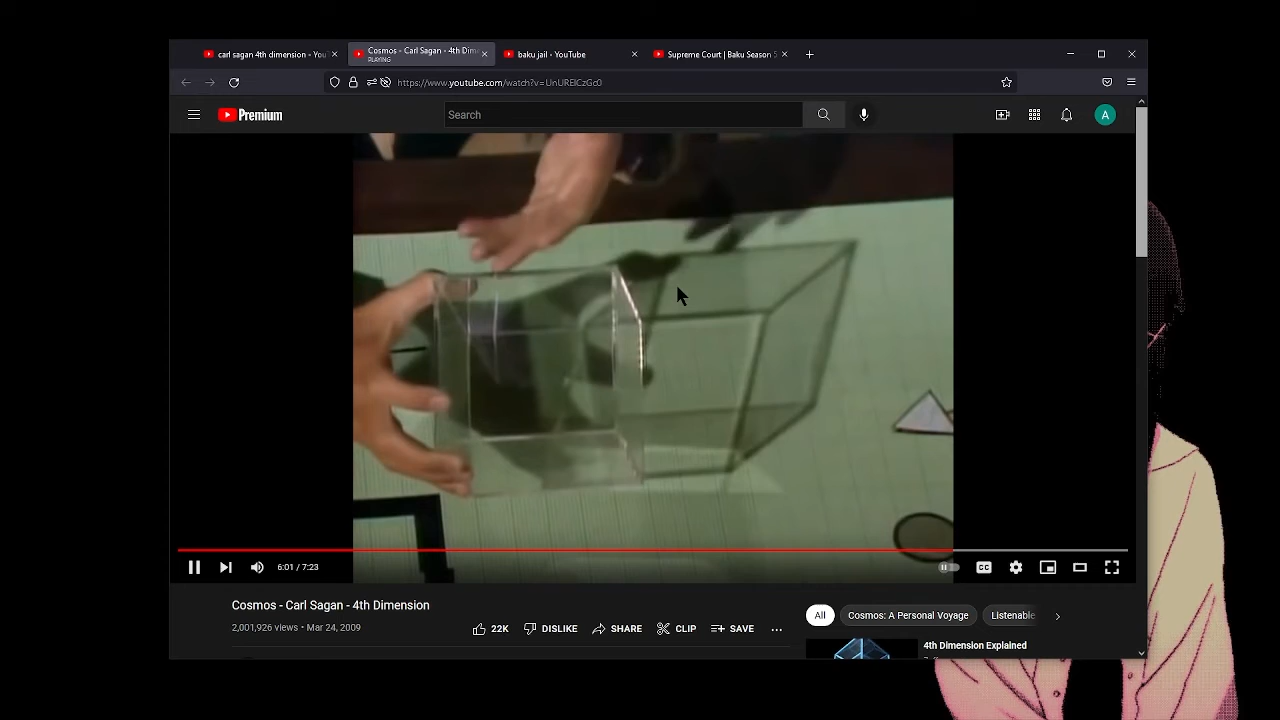 carl sagan 4th dimension - You
Cosmos - Carl Sagan - 4th Dim
PLAYING
baku jail - YouTube
Supreme Court | Baku Season 5
https://www.youtube.com/watch?v=UnURElCzGc0
Premium
Search
A
6:01 / 7:23
CC
Cosmos - Carl Sagan - 4th Dimension
2,001,926 views • Mar 24, 2009
22K
DISLIKE
SHARE
CLIP
SAVE
All
Cosmos: A Personal Voyage
Listenable
4th Dimension Explained